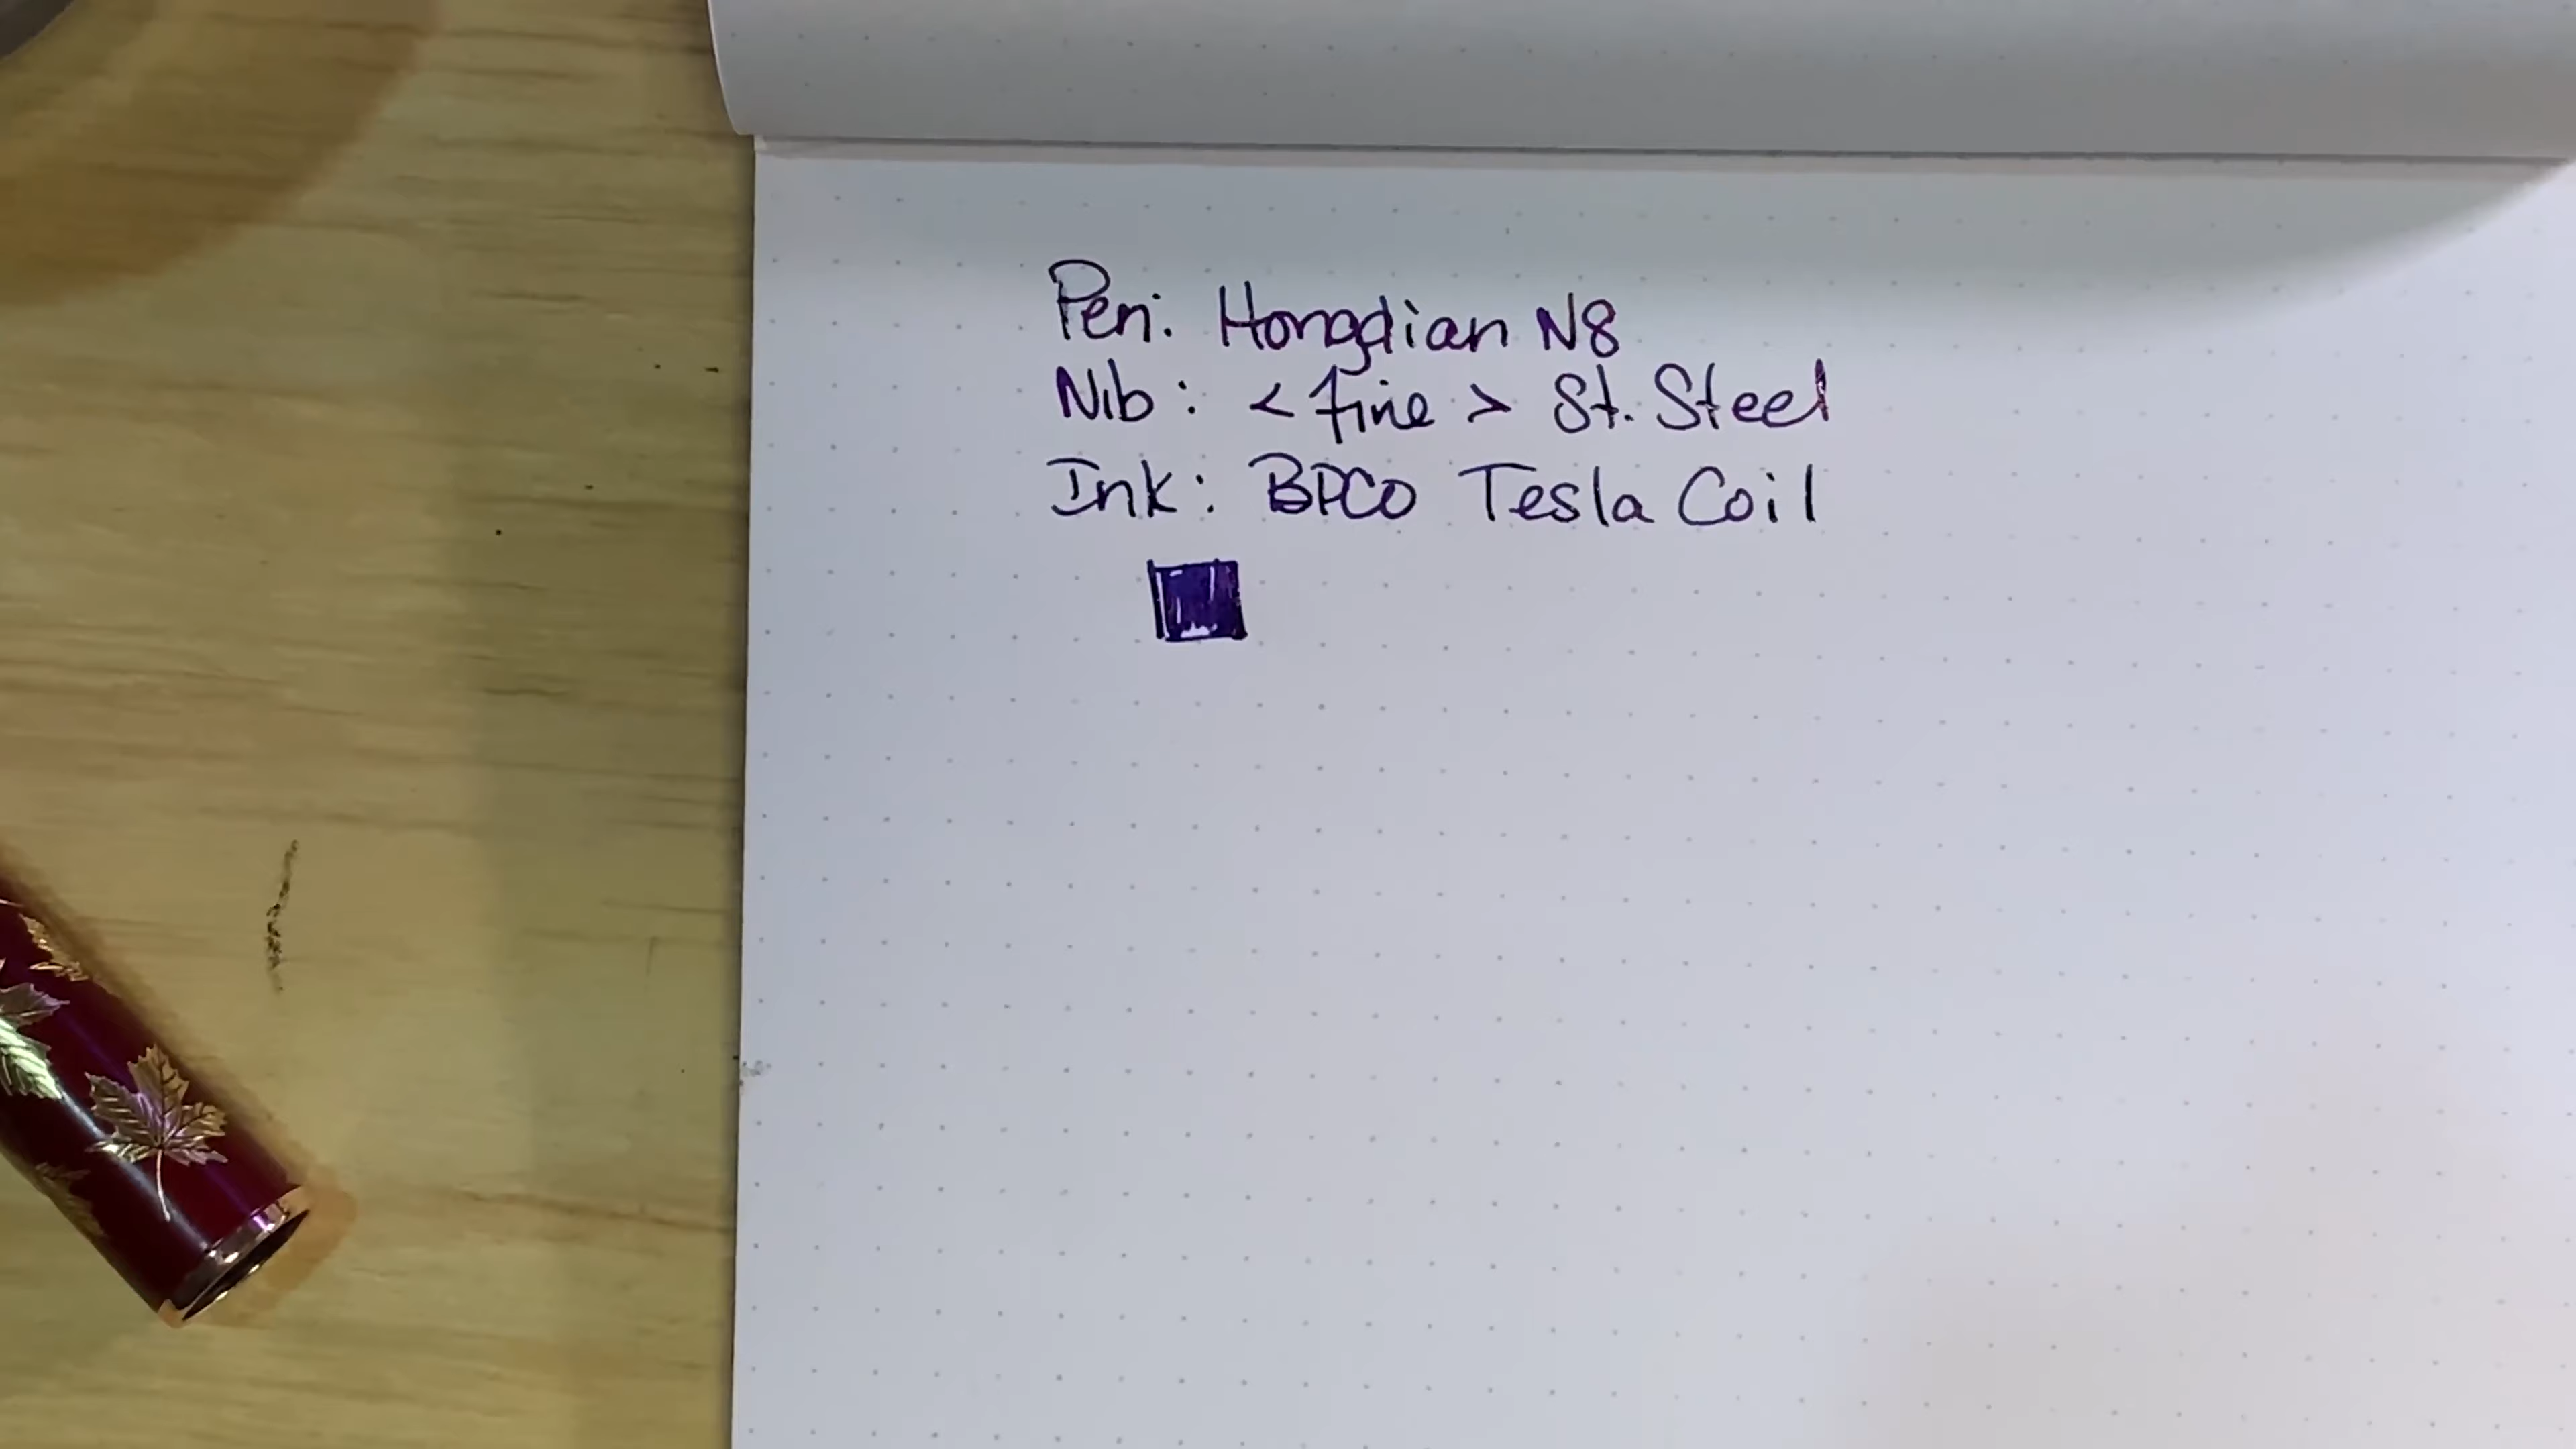 Pen: Hongdian N8
Nib: < fine > St. Steel
Ink: BPCO Tesla Coil